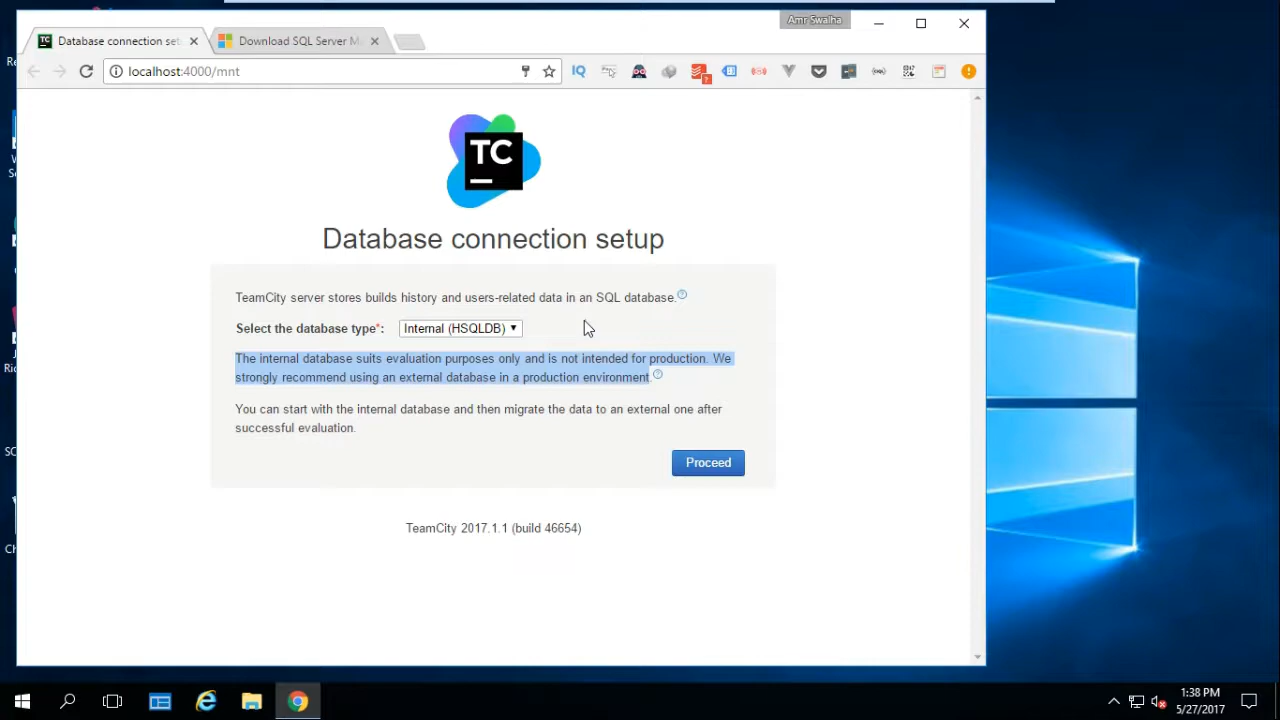 Amr Swalha
TC Database connection set
Download SQL Server M
localhost:4000/mnt
IQ
TC
Database connection setup
TeamCity server stores builds history and users-related data in an SQL database.
Select the database type*: Internal (HSQLDB)
The internal database suits evaluation purposes only and is not intended for production. We
strongly recommend using an external database in a production environment.
You can start with the internal database and then migrate the data to an external one after
successful evaluation.
Proceed
TeamCity 2017.1.1 (build 46654)
1:38 PM
5/27/2017